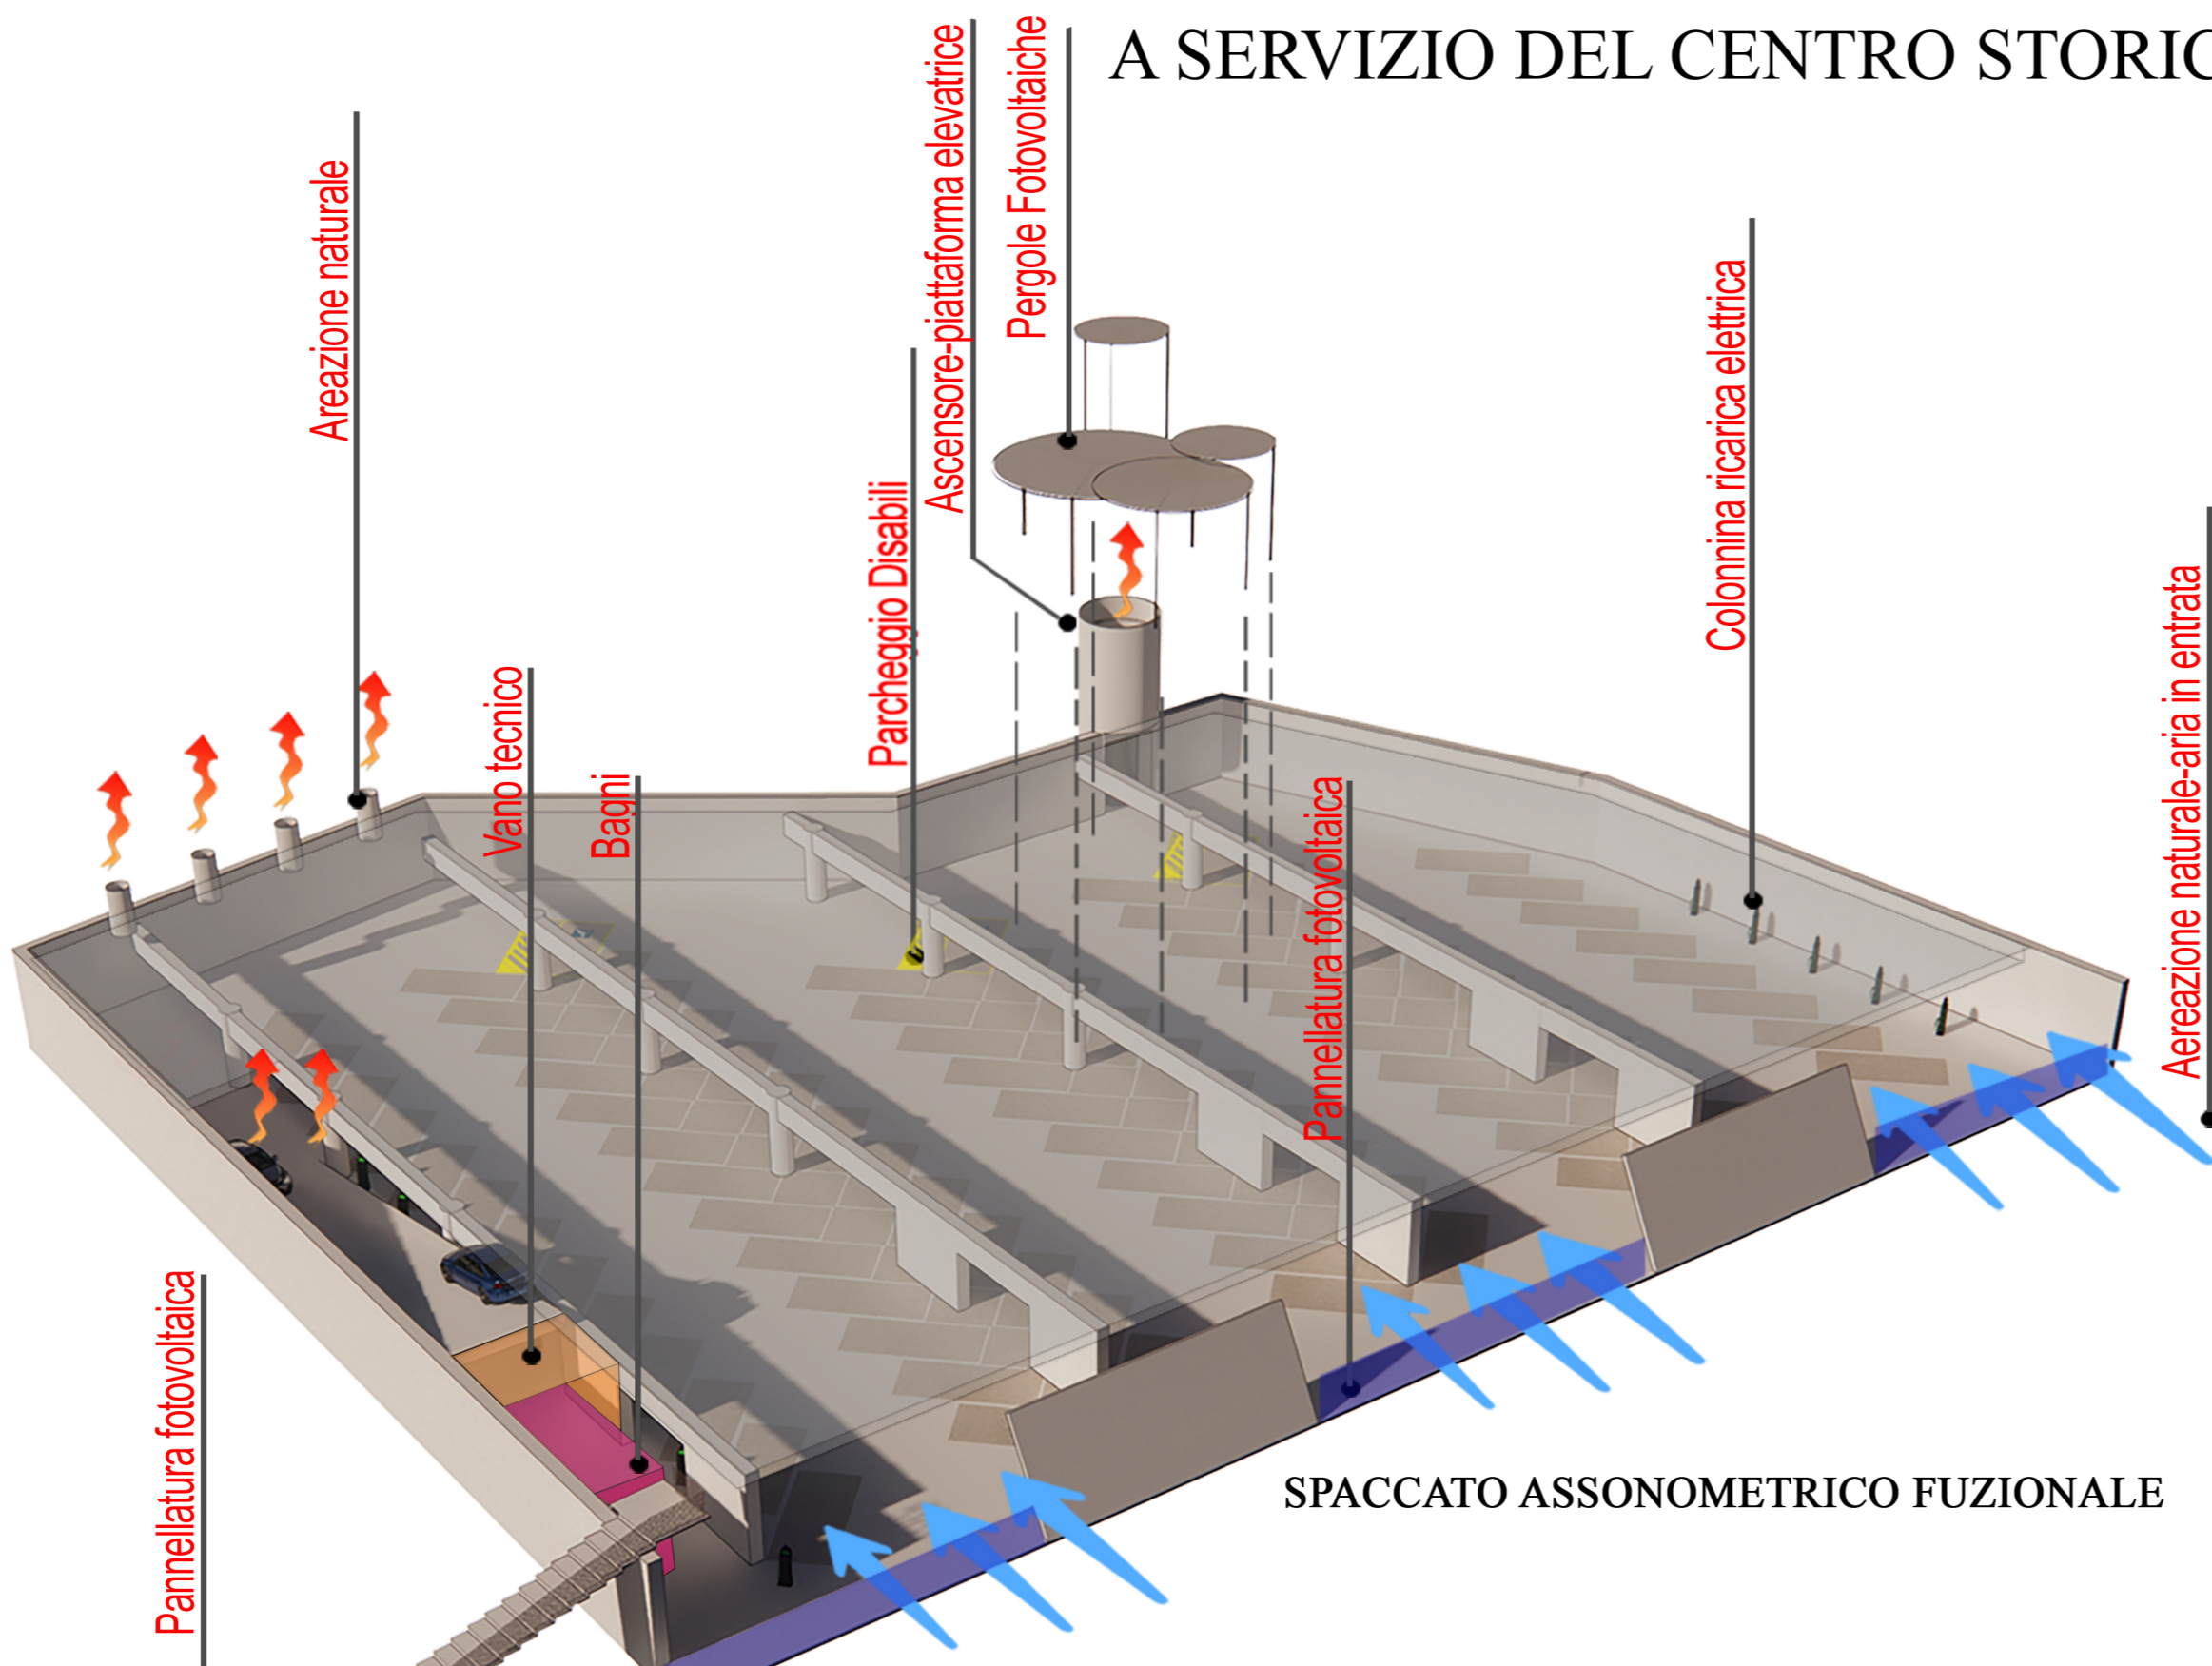 A SERVIZIO DEL CENTRO STORIC
Areazione naturale
Vano tecnico
Bagni
Parcheggio Disabili
Ascensore-piattaforma elevatrice
Pergole Fotovoltaiche
Pannellatura fotovoltaica
Colonnina ricarica elettrica
Aereazione naturale-aria in entrata
Pannellatura fotovoltaica
SPACCATO ASSONOMETRICO FUZIONALE